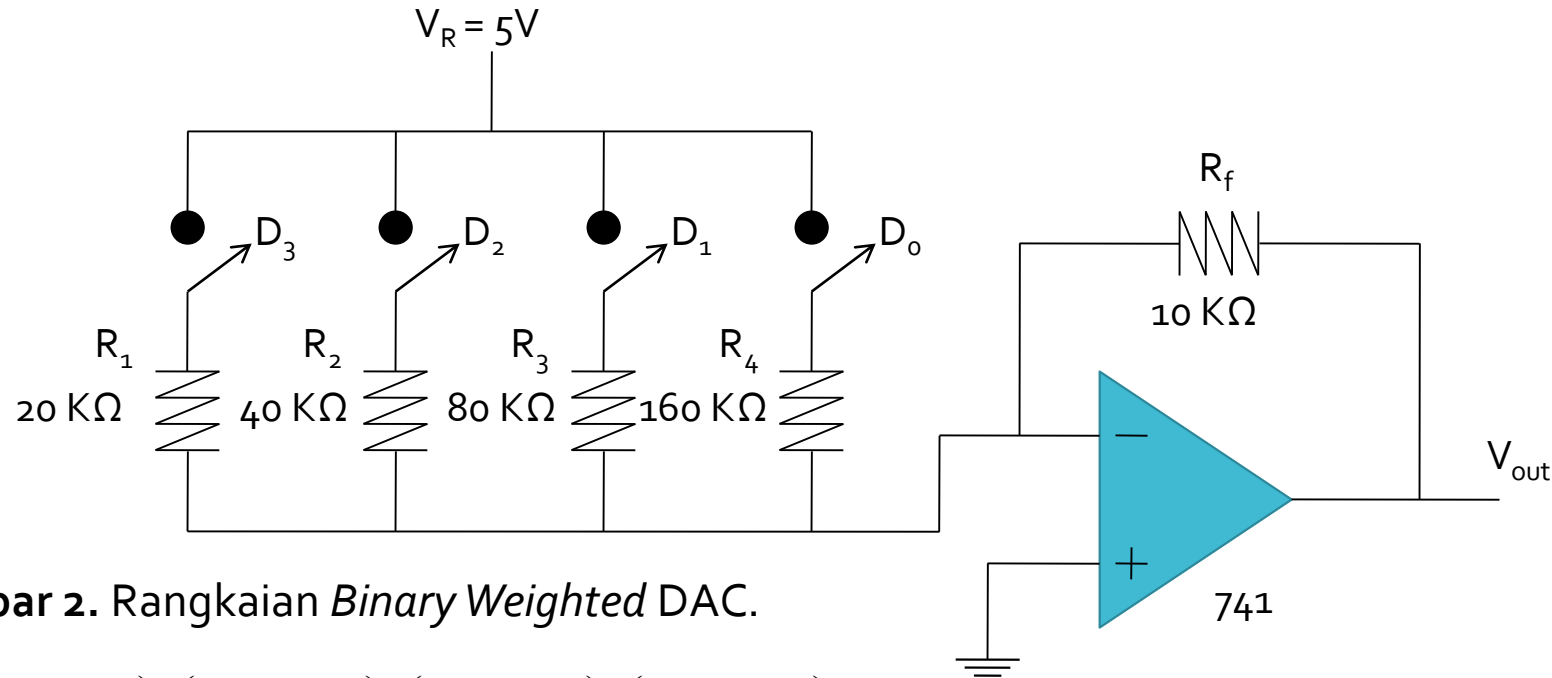 V_R = 5V
D_3
D_2
D_1
D_0
R_f
10 KΩ
R_1
R_2
R_3
R_4
20 KΩ
40 KΩ
80 KΩ
160 KΩ
−
+
V_out
741
bar 2. Rangkaian Binary Weighted DAC.